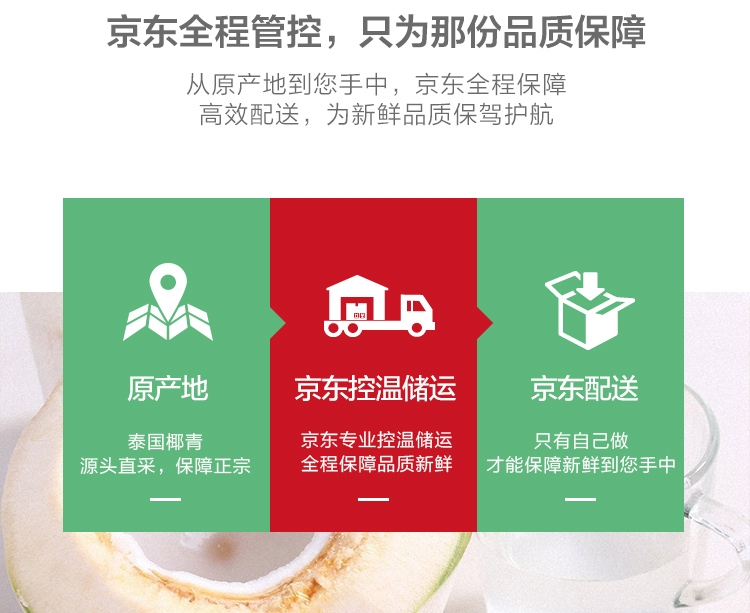 京东全程管控，只为那份品质保障
从原产地到您手中，京东全程保障
高效配送，为新鲜品质保驾护航
原产地
泰国椰青
源头直采，保障正宗
京东控温储运
京东专业控温储运
全程保障品质新鲜
京东配送
只有自己做
才能保障新鲜到您手中